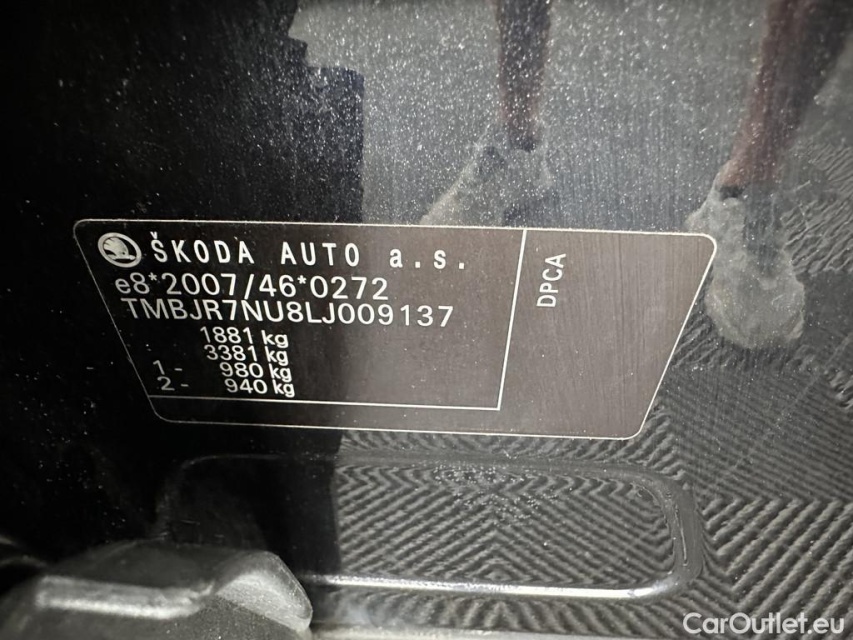 ŠKODA AUTO a.s.
e8*2007/46*0272
TMBJR7NU8LJ009137
1881 kg
3381 kg
1- 980 kg
2- 940 kg
DPCA
CarOutlet.eu